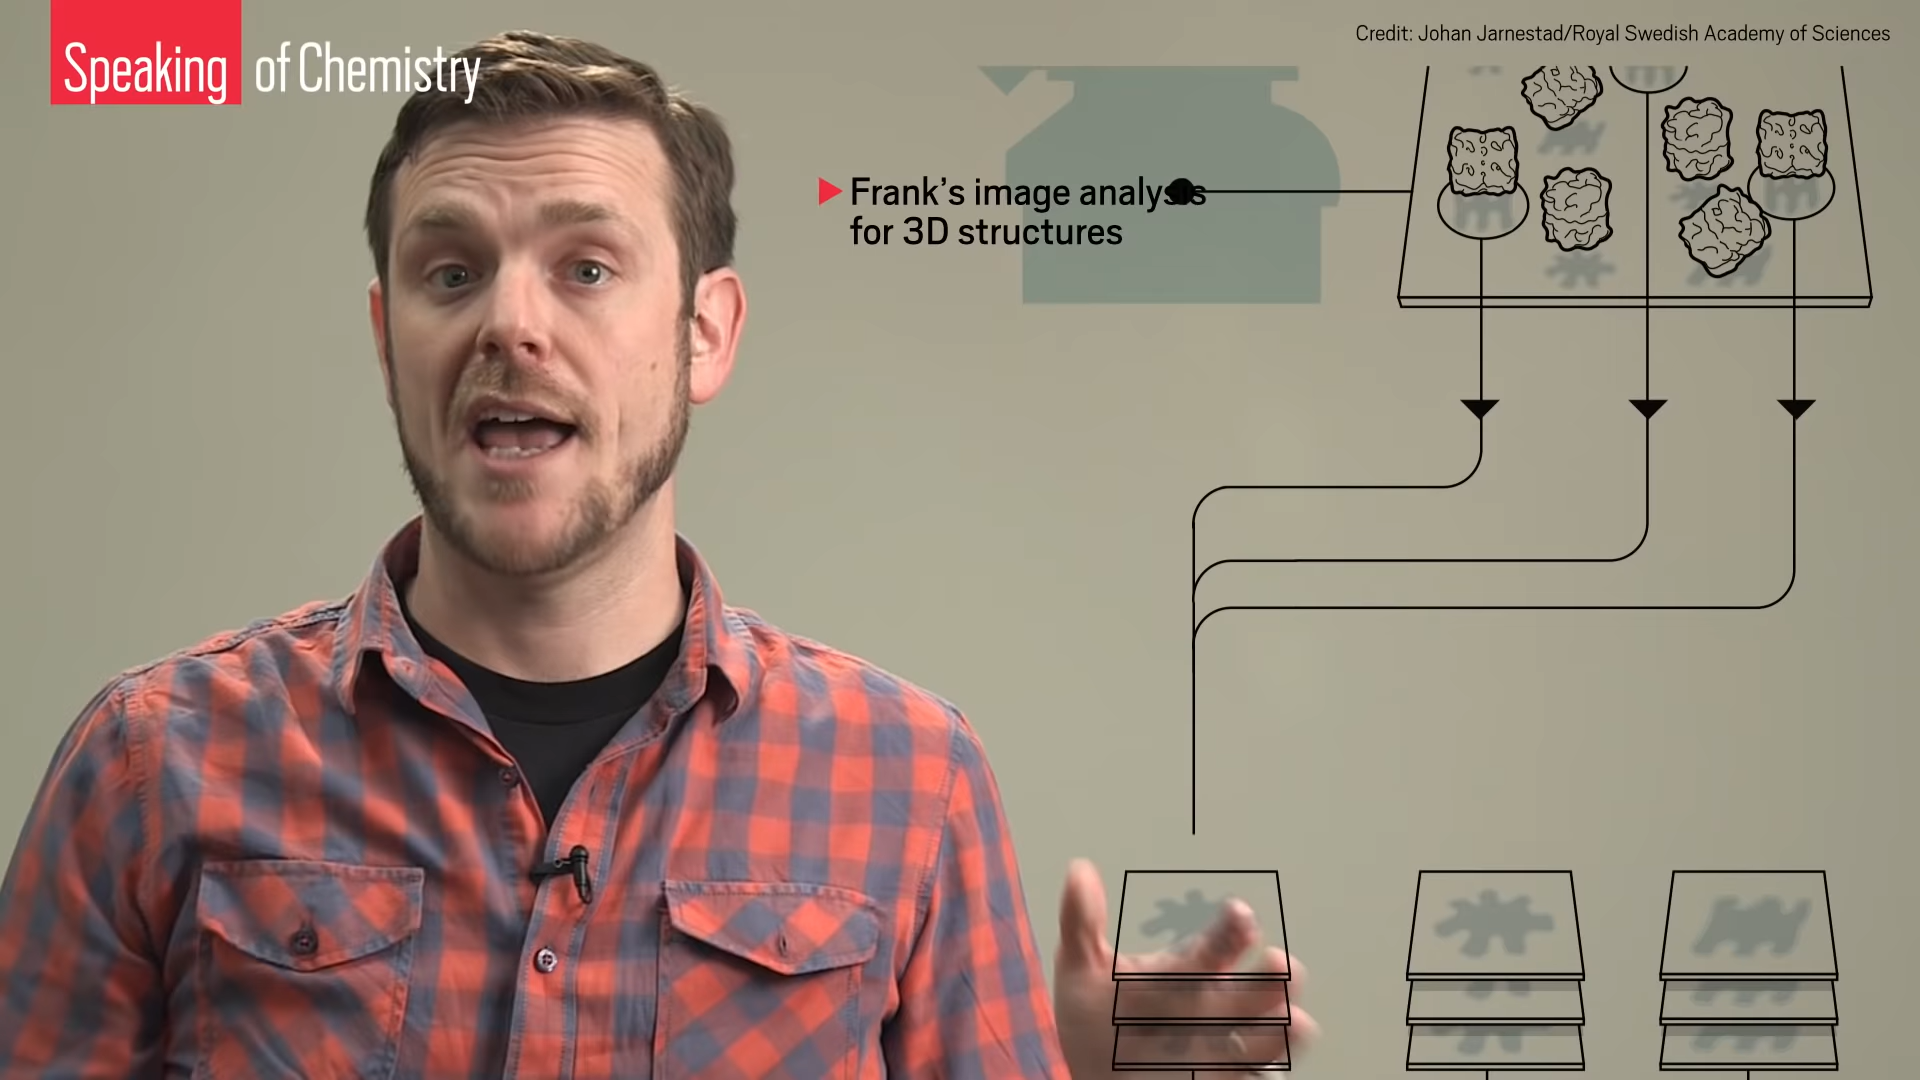 Speaking of Chemistry
Credit: Johan Jarnestad/Royal Swedish Academy of Sciences
Frank's image analysis
for 3D structures